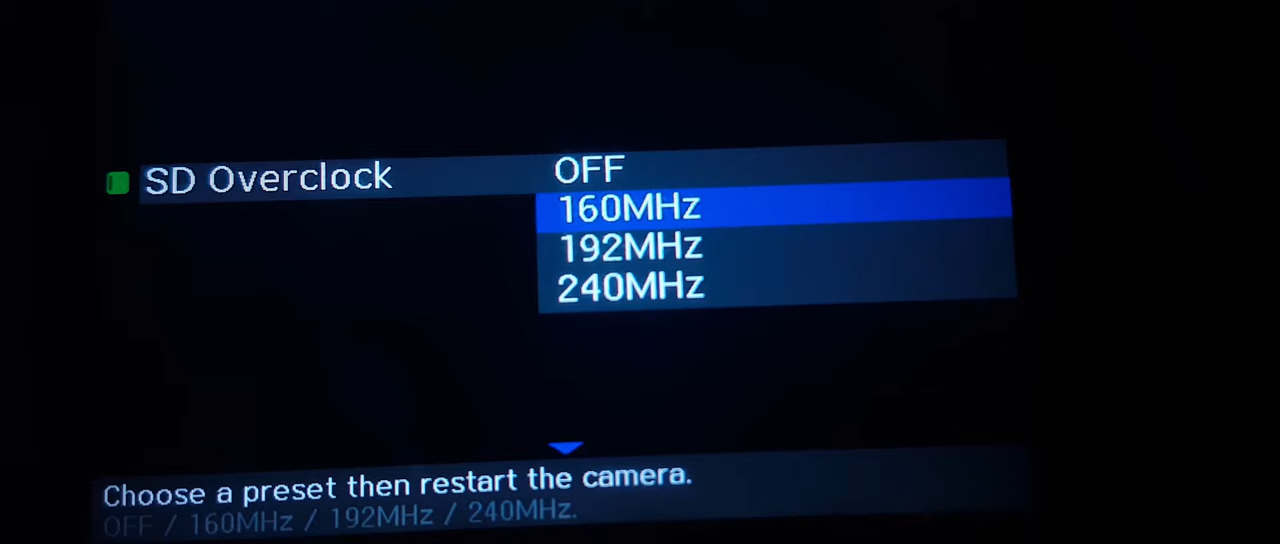 SD Overclock OFF
160MHz
192MHz
240MHz
Choose a preset then restart the camera.
OFF / 160MHz / 192MHz / 240MHz.